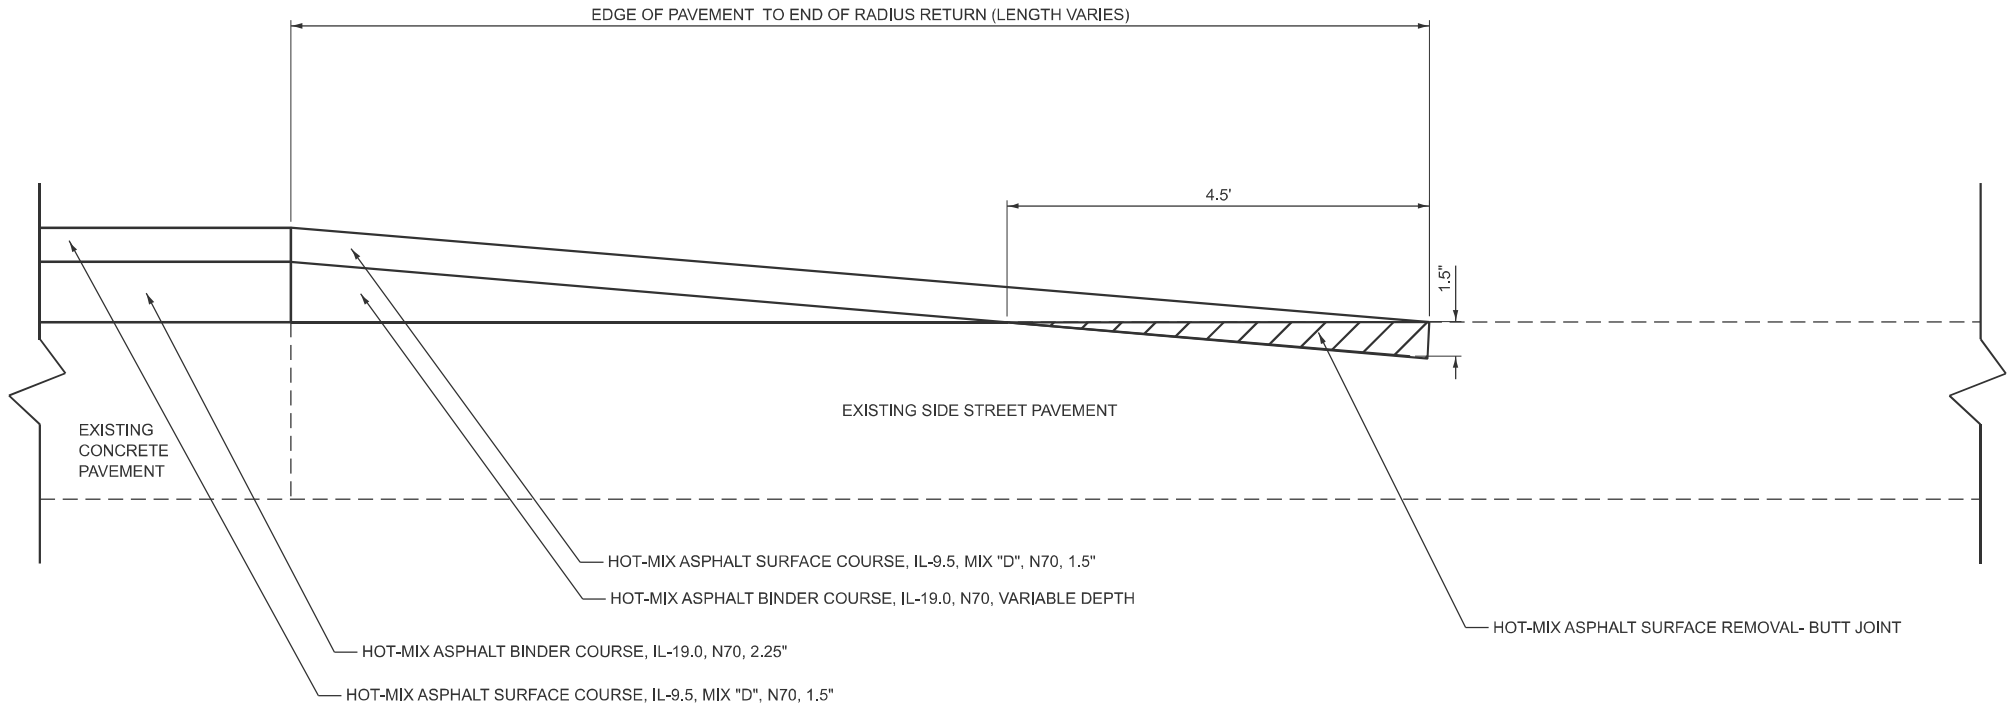 EDGE OF PAVEMENT TO END OF RADIUS RETURN (LENGTH VARIES)
4.5'
1.5"
EXISTING SIDE STREET PAVEMENT
EXISTING
CONCRETE
PAVEMENT
HOT-MIX ASPHALT SURFACE COURSE, IL-9.5, MIX "D", N70, 1.5"
HOT-MIX ASPHALT BINDER COURSE, IL-19.0, N70, VARIABLE DEPTH
HOT-MIX ASPHALT SURFACE REMOVAL- BUTT JOINT
HOT-MIX ASPHALT BINDER COURSE, IL-19.0, N70, 2.25"
HOT-MIX ASPHALT SURFACE COURSE, IL-9.5, MIX "D", N70, 1.5"